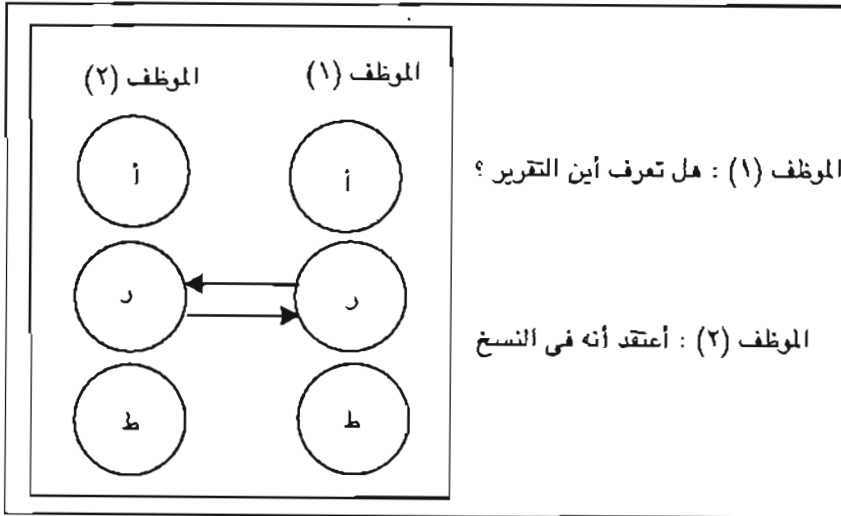 الموظف (١)
الموظف (٢)
أ
أ
الموظف (١) : هل تعرف أين التقرير ؟
ر
ر
الموظف (٢) : أعتقد أنه فى النسخ
ط
ط